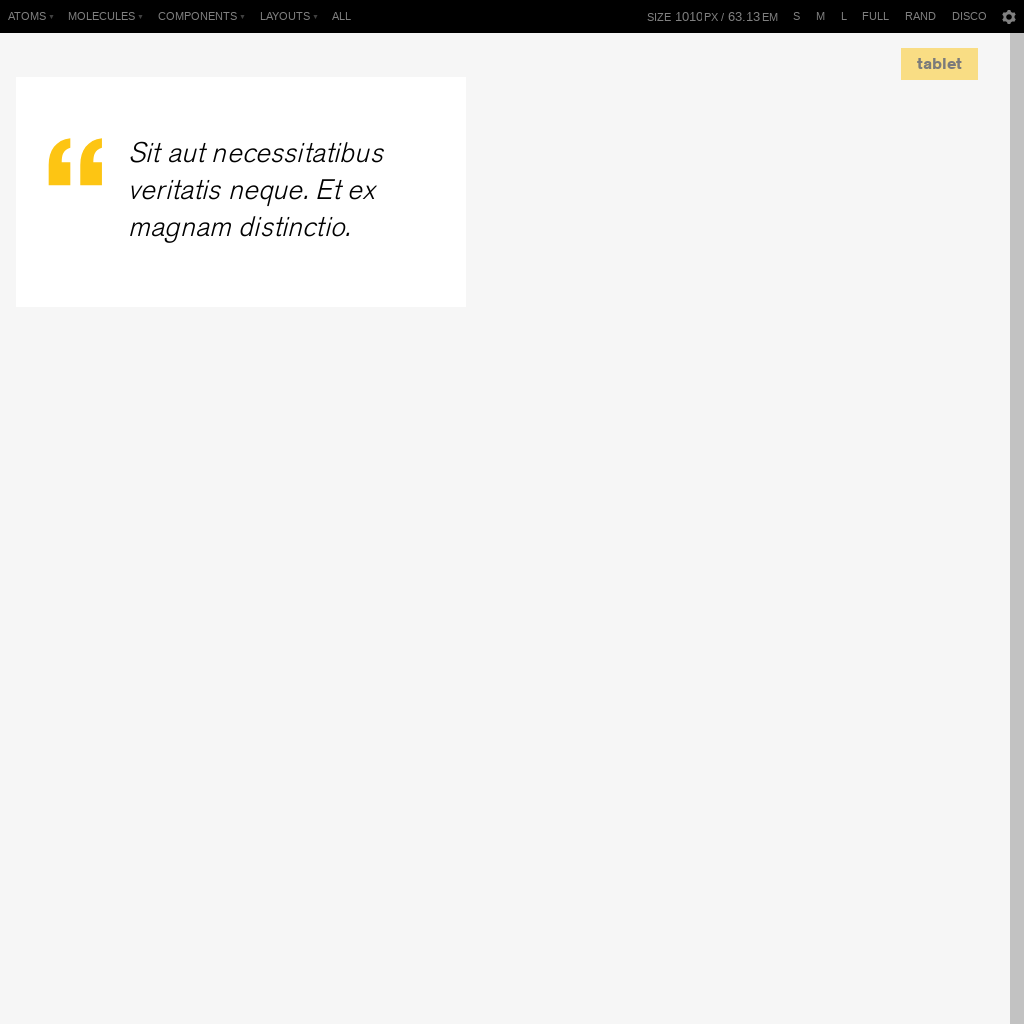 ATOMS ▾ MOLECULES ▾ COMPONENTS ▾ LAYOUTS ▾ ALL SIZE 1010PX / 63.13EM S M L FULL RAND DISCO
tablet
“ Sit aut necessitatibus
veritatis neque. Et ex
magnam distinctio.